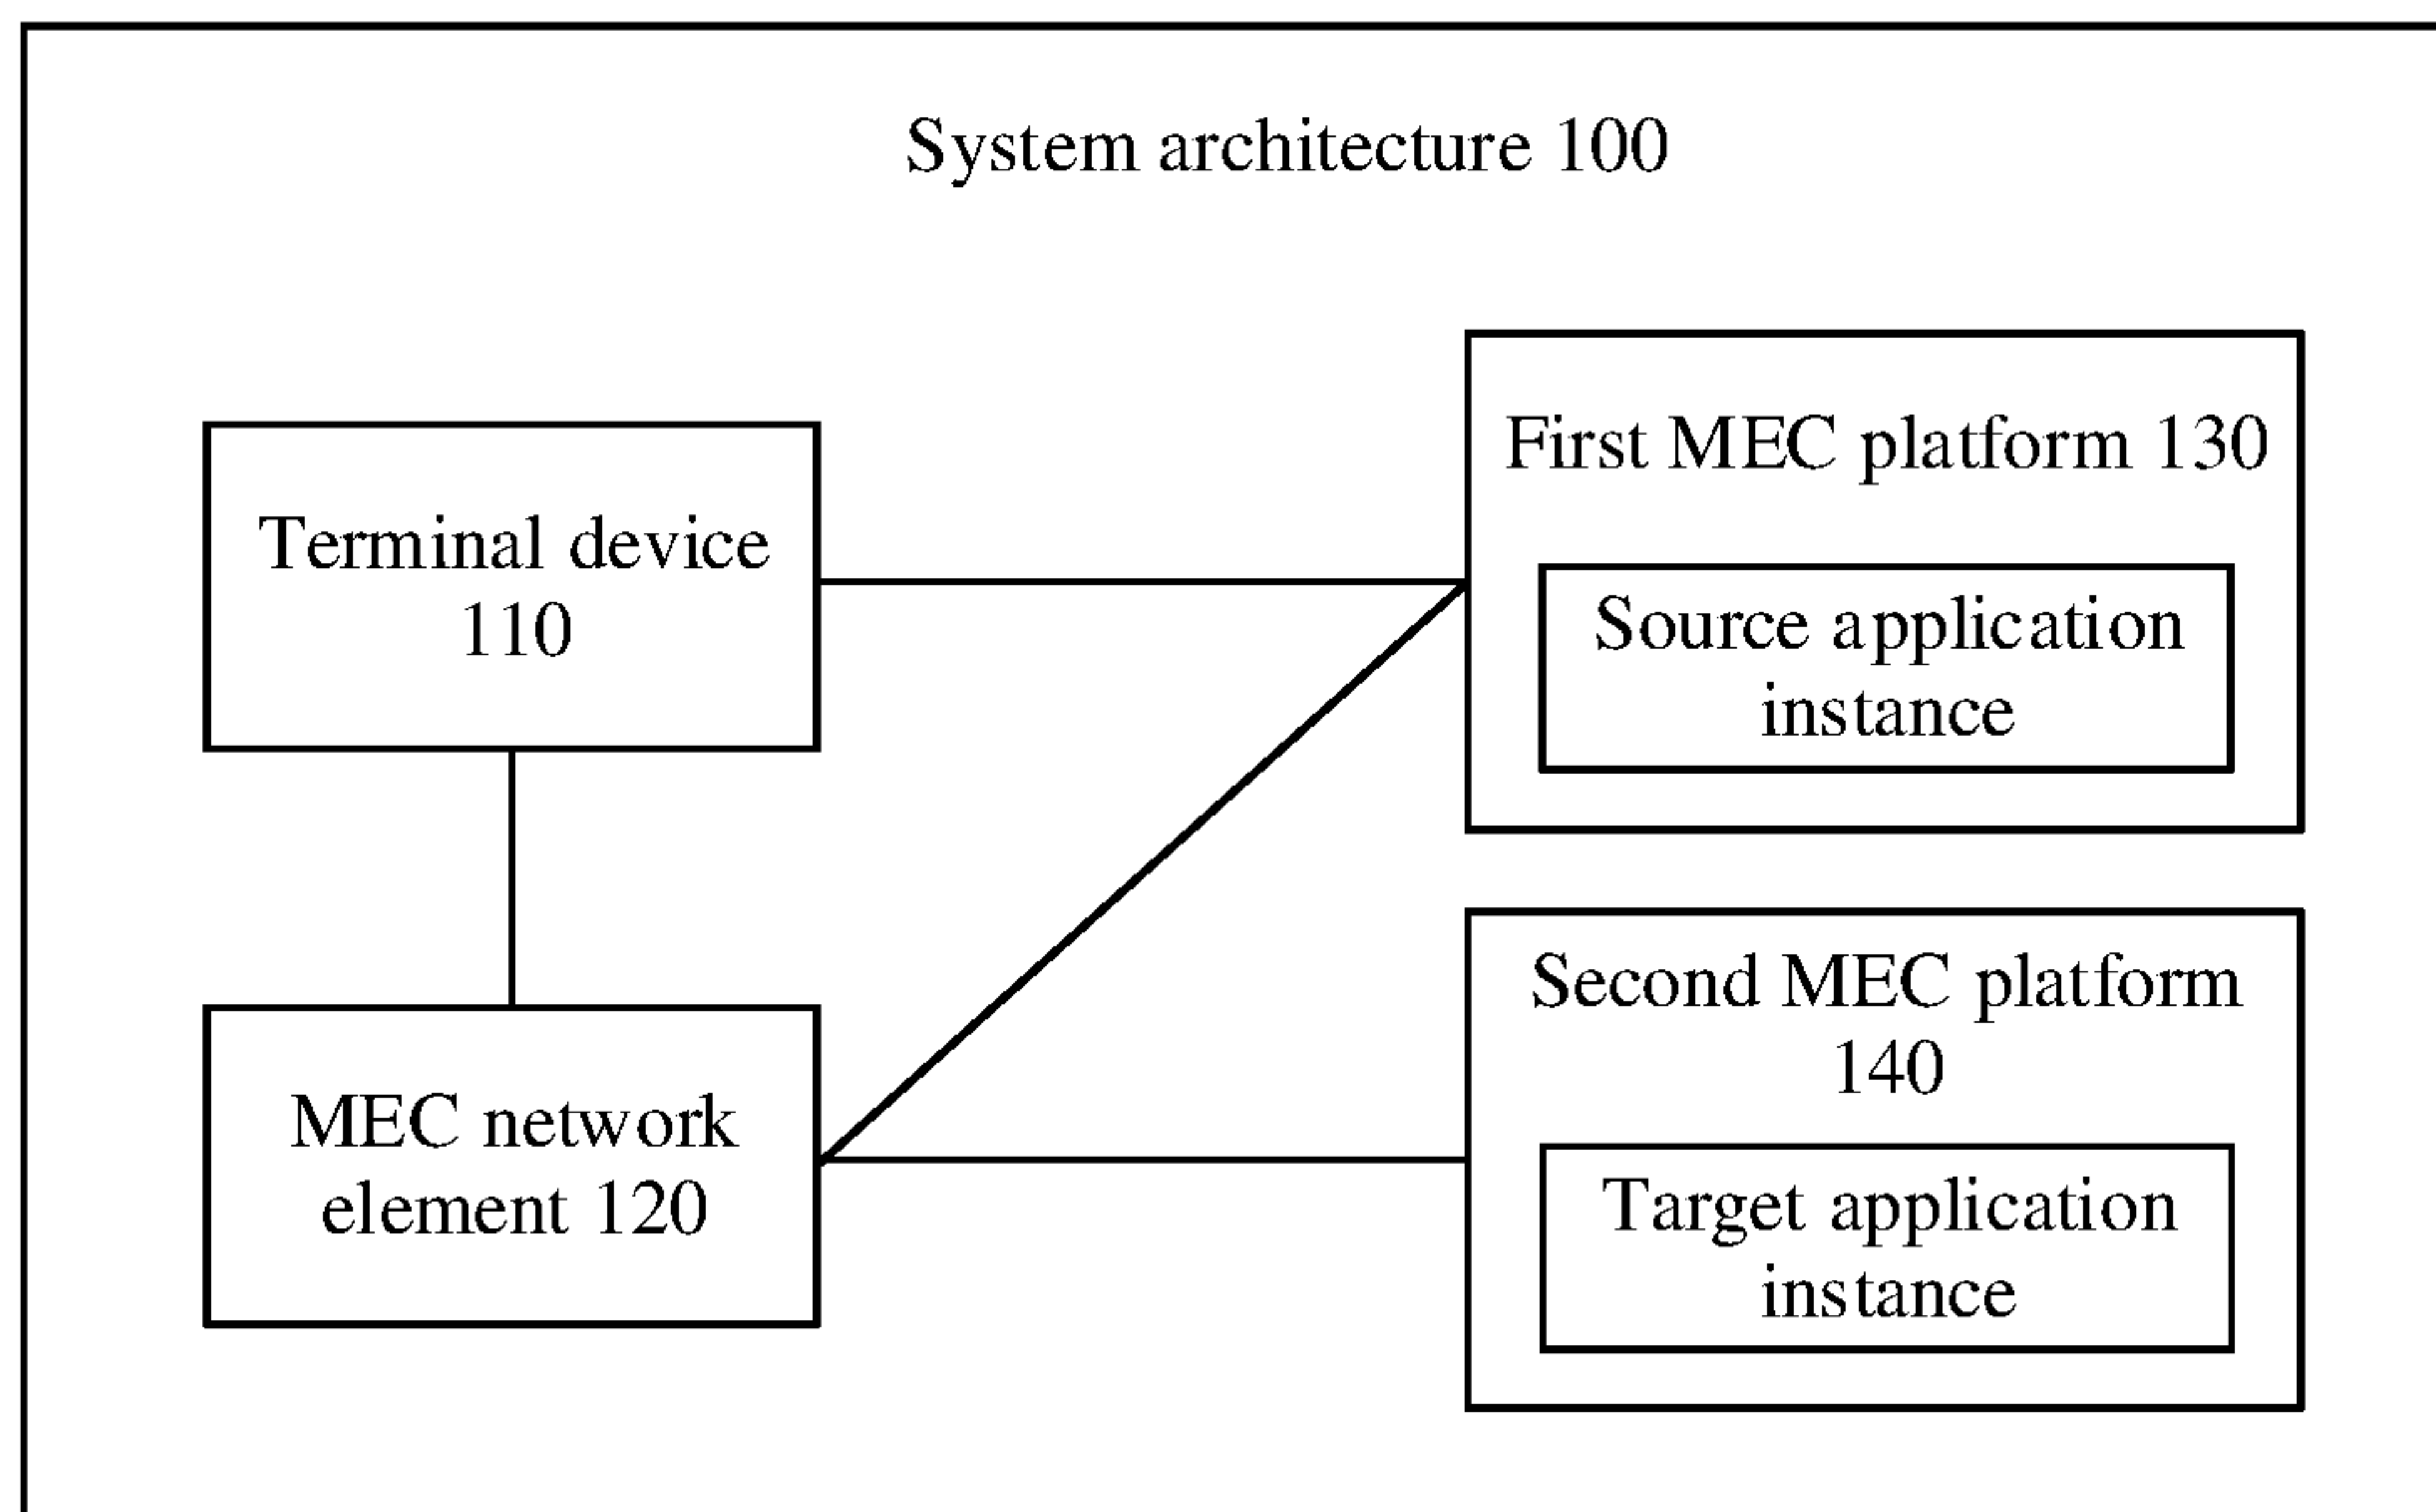 System architecture 100
Terminal device
110
First MEC platform 130
Source application
instance
MEC network
element 120
Second MEC platform
140
Target application
instance